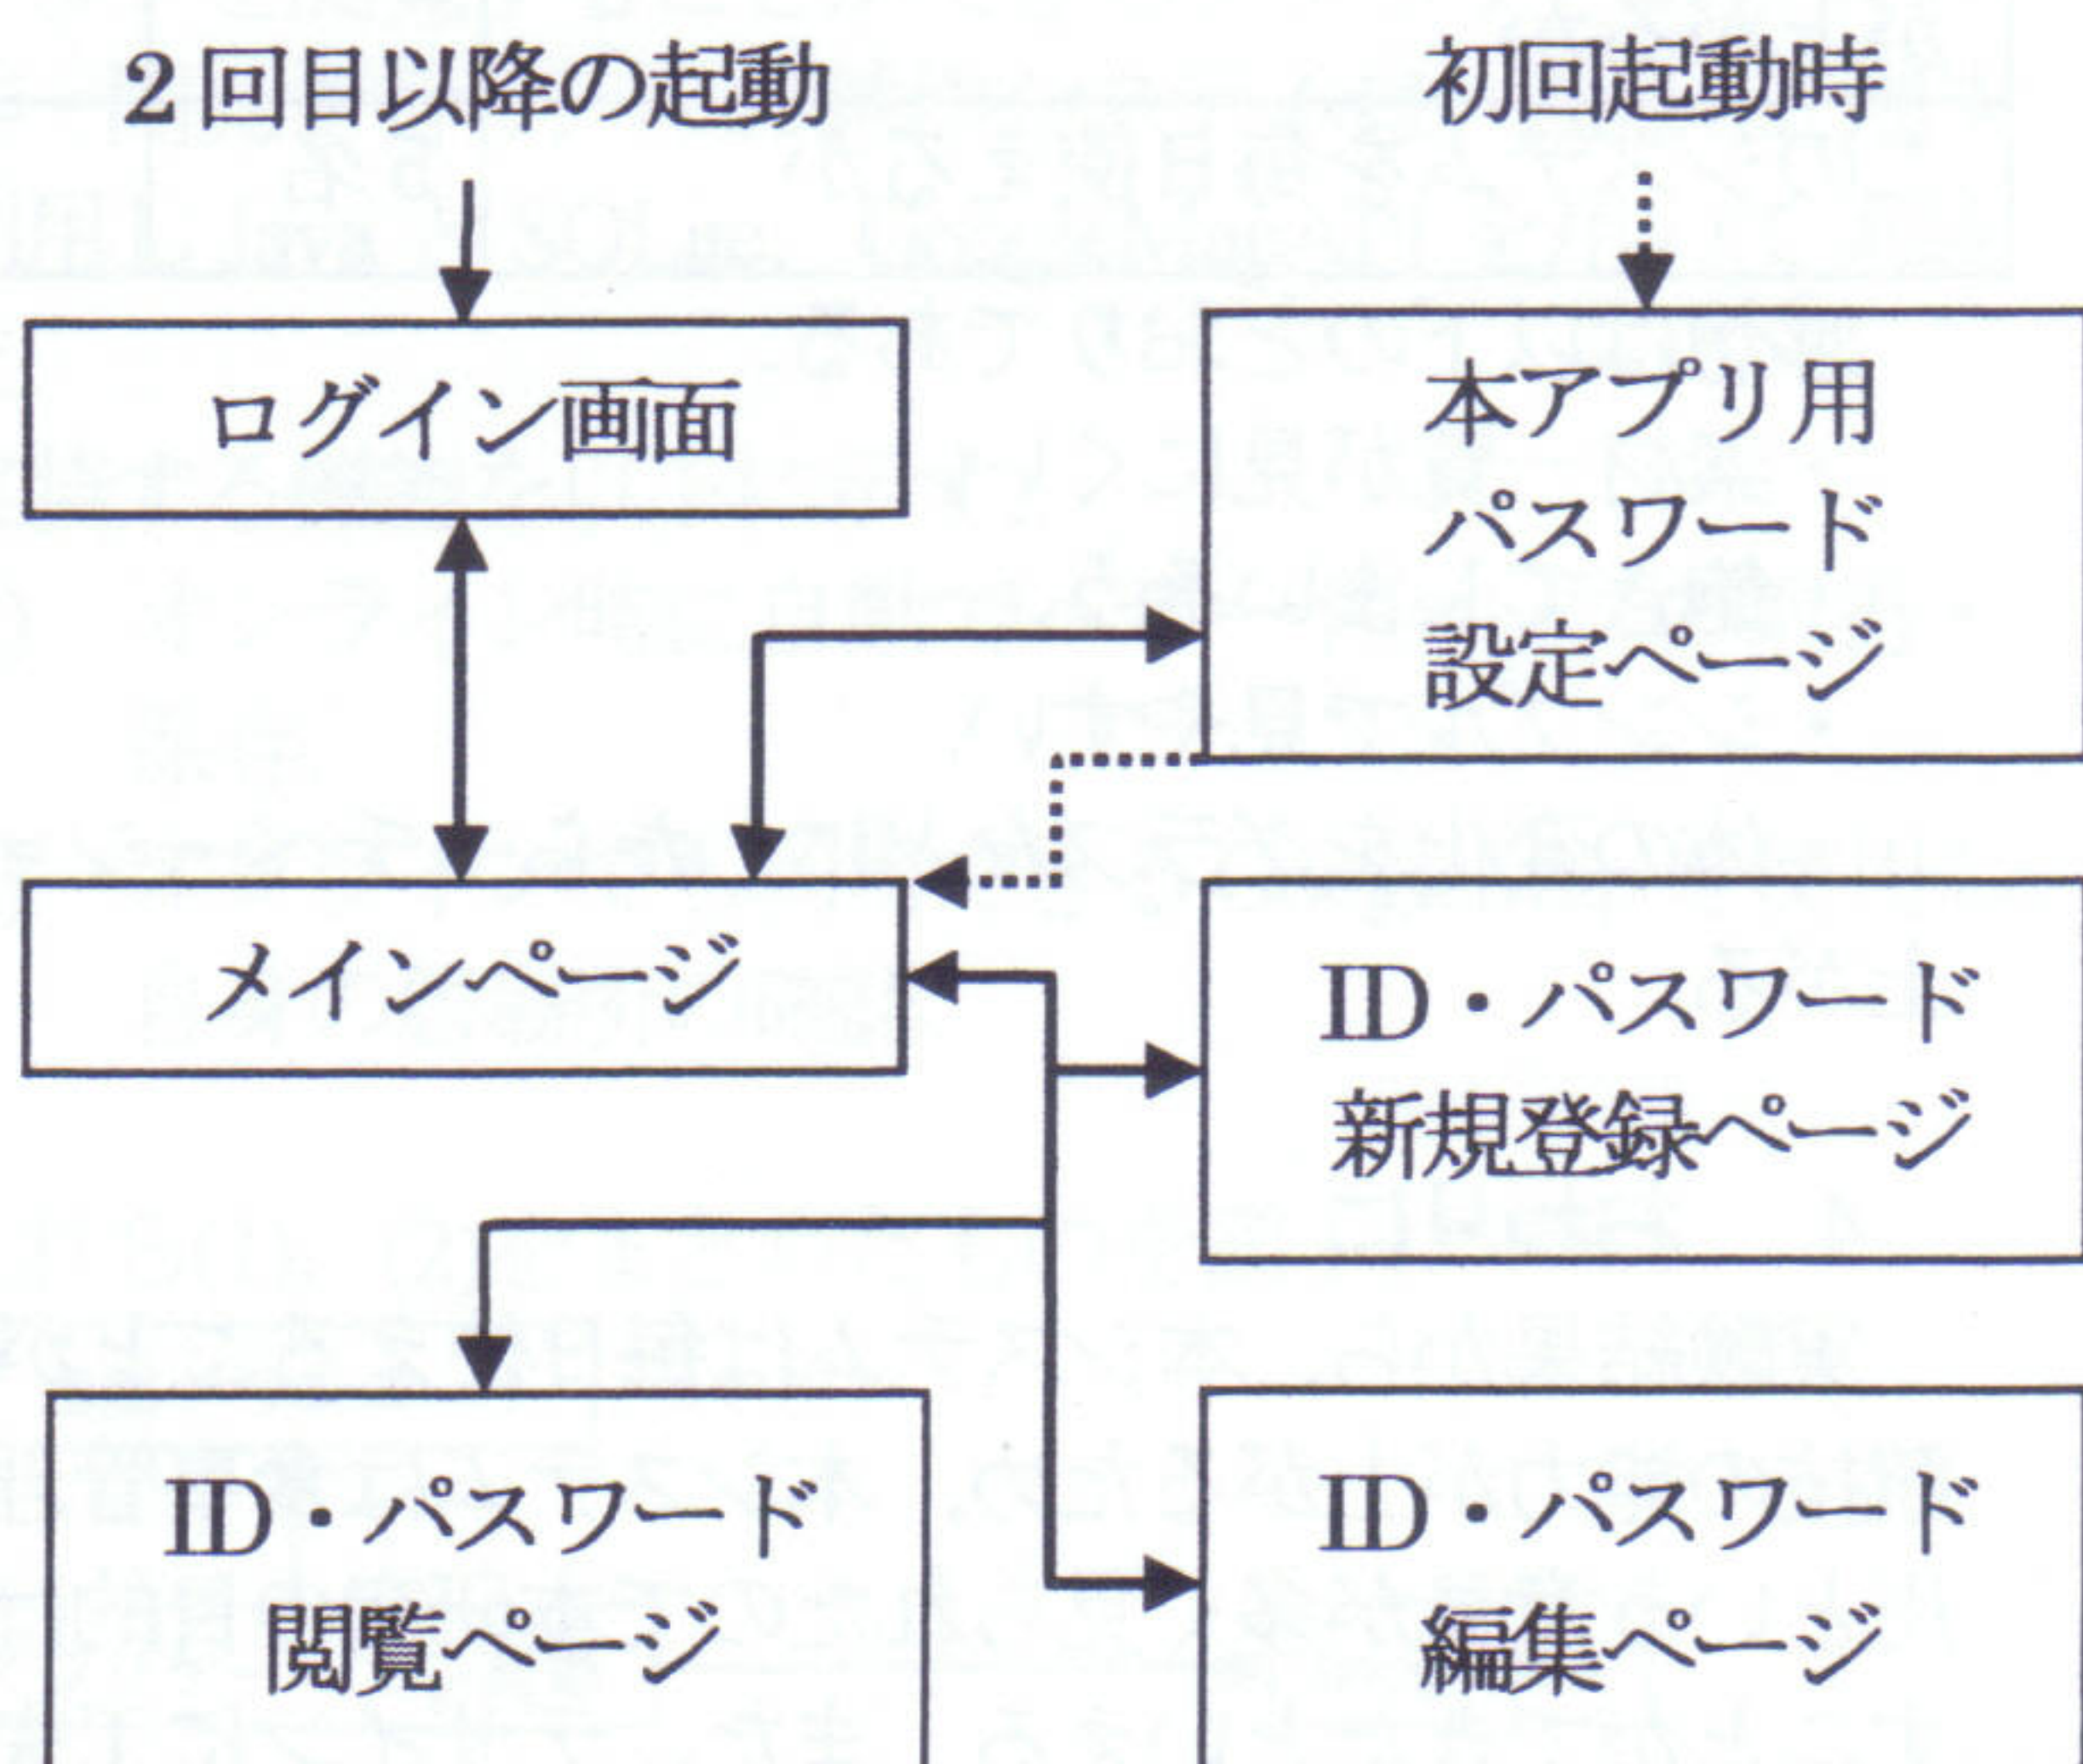 2回目以降の起動
初回起動時
ログイン画面
本アプリ用
パスワード
設定ページ
メインページ
ID・パスワード
新規登録ページ
ID・パスワード
閲覧ページ
ID・パスワード
編集ページ